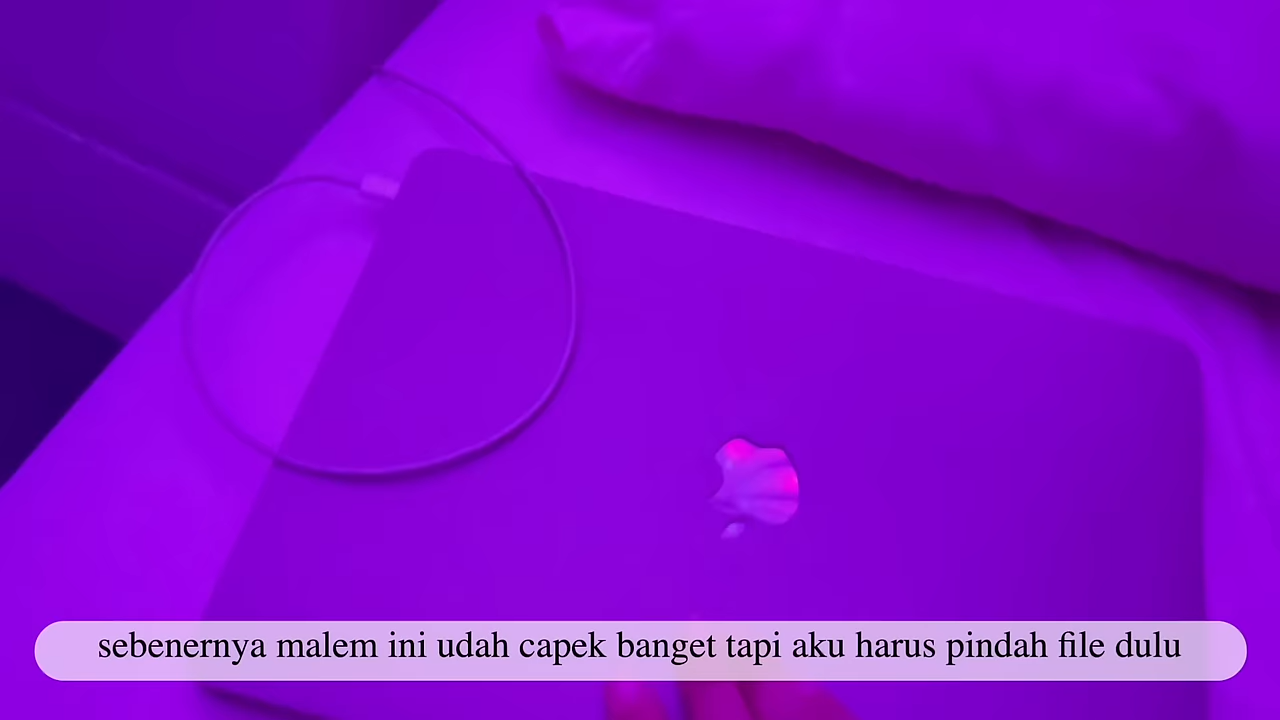 sebenernya malem ini udah capek banget tapi aku harus pindah file dulu